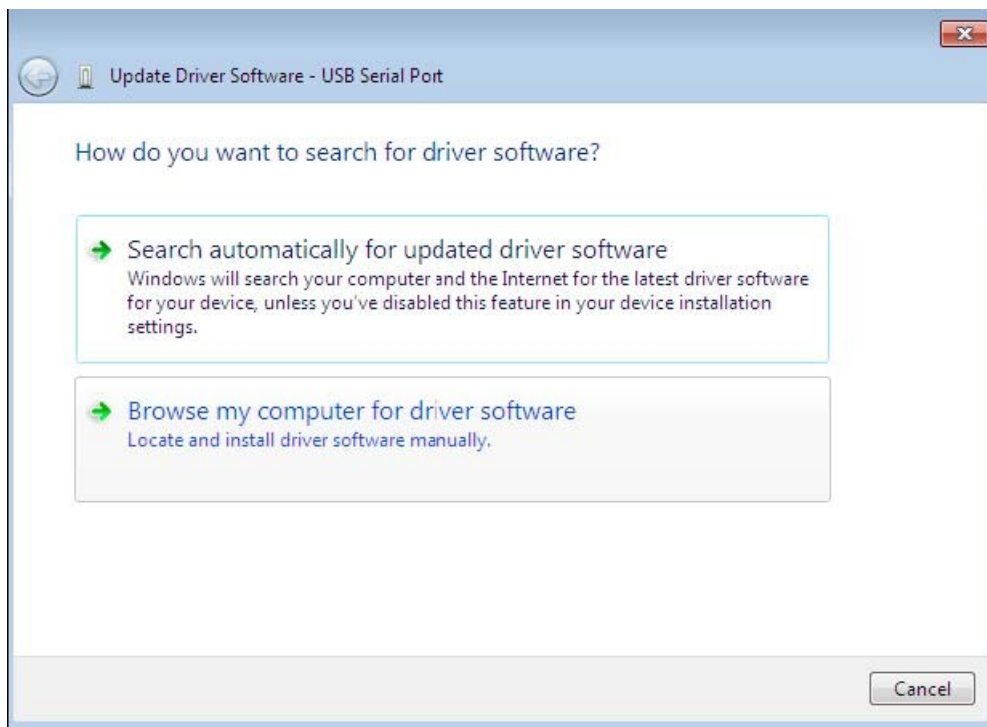 Update Driver Software - USB Serial Port
How do you want to search for driver software?
Search automatically for updated driver software
Windows will search your computer and the Internet for the latest driver software
for your device, unless you've disabled this feature in your device installation
settings.
Browse my computer for driver software
Locate and install driver software manually.
Cancel